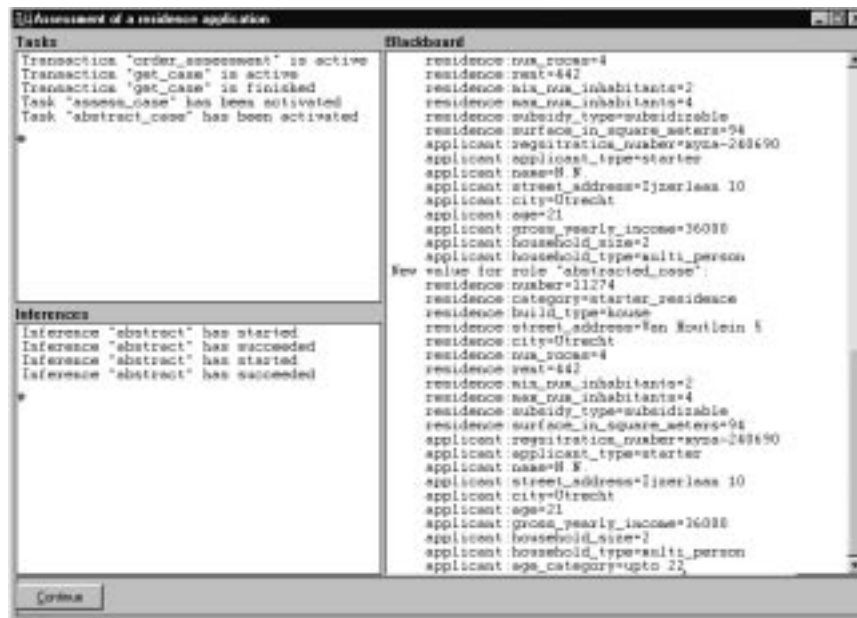 Assessment of a residence application
Tasks
Transaction "order_assessment" is active
Transaction "get_case" is active
Transaction "get_case" is finished
Task "assess_case" has been activated
Task "abstract_case" has been activated
Inferences
Inference "abstract" has started
Inference "abstract" has succeeded
Inference "abstract" has started
Inference "abstract" has succeeded
Blackboard
residence:num_rooms=4
residence:rent=442
residence:min_num_inhabitants=2
residence:max_num_inhabitants=4
residence:subsidy_type=subsidizable
residence:surface_in_square_meters=94
applicant:regsitration_number=xyza-240690
applicant:applicant_type=starter
applicant:name=N.N.
applicant:street_address=Ijzerlaan 10
applicant:city=Utrecht
applicant:age=21
applicant:gross_yearly_income=36000
applicant:household_size=2
applicant:household_type=multi_person
New value for role "abstracted_case":
residence:number=11274
residence:category=starter_residence
residence:build_type=house
residence:street_address=Van 5
residence:city=Utrecht
residence:num_rooms=4
residence:rent=442
residence:min_num_inhabitants=2
residence:max_num_inhabitants=4
residence:subsidy_type=subsidizable
residence:surface_in_square_meters=94
applicant:regsitration_number=xyza-240690
applicant:applicant_type=starter
applicant:name=N.N.
applicant:street_address=Ijzerlaan 10
applicant:city=Utrecht
applicant:age=21
applicant:gross_yearly_income=36000
applicant:household_size=2
applicant:household_type=multi_person
applicant:age_category=upto 22
Continue